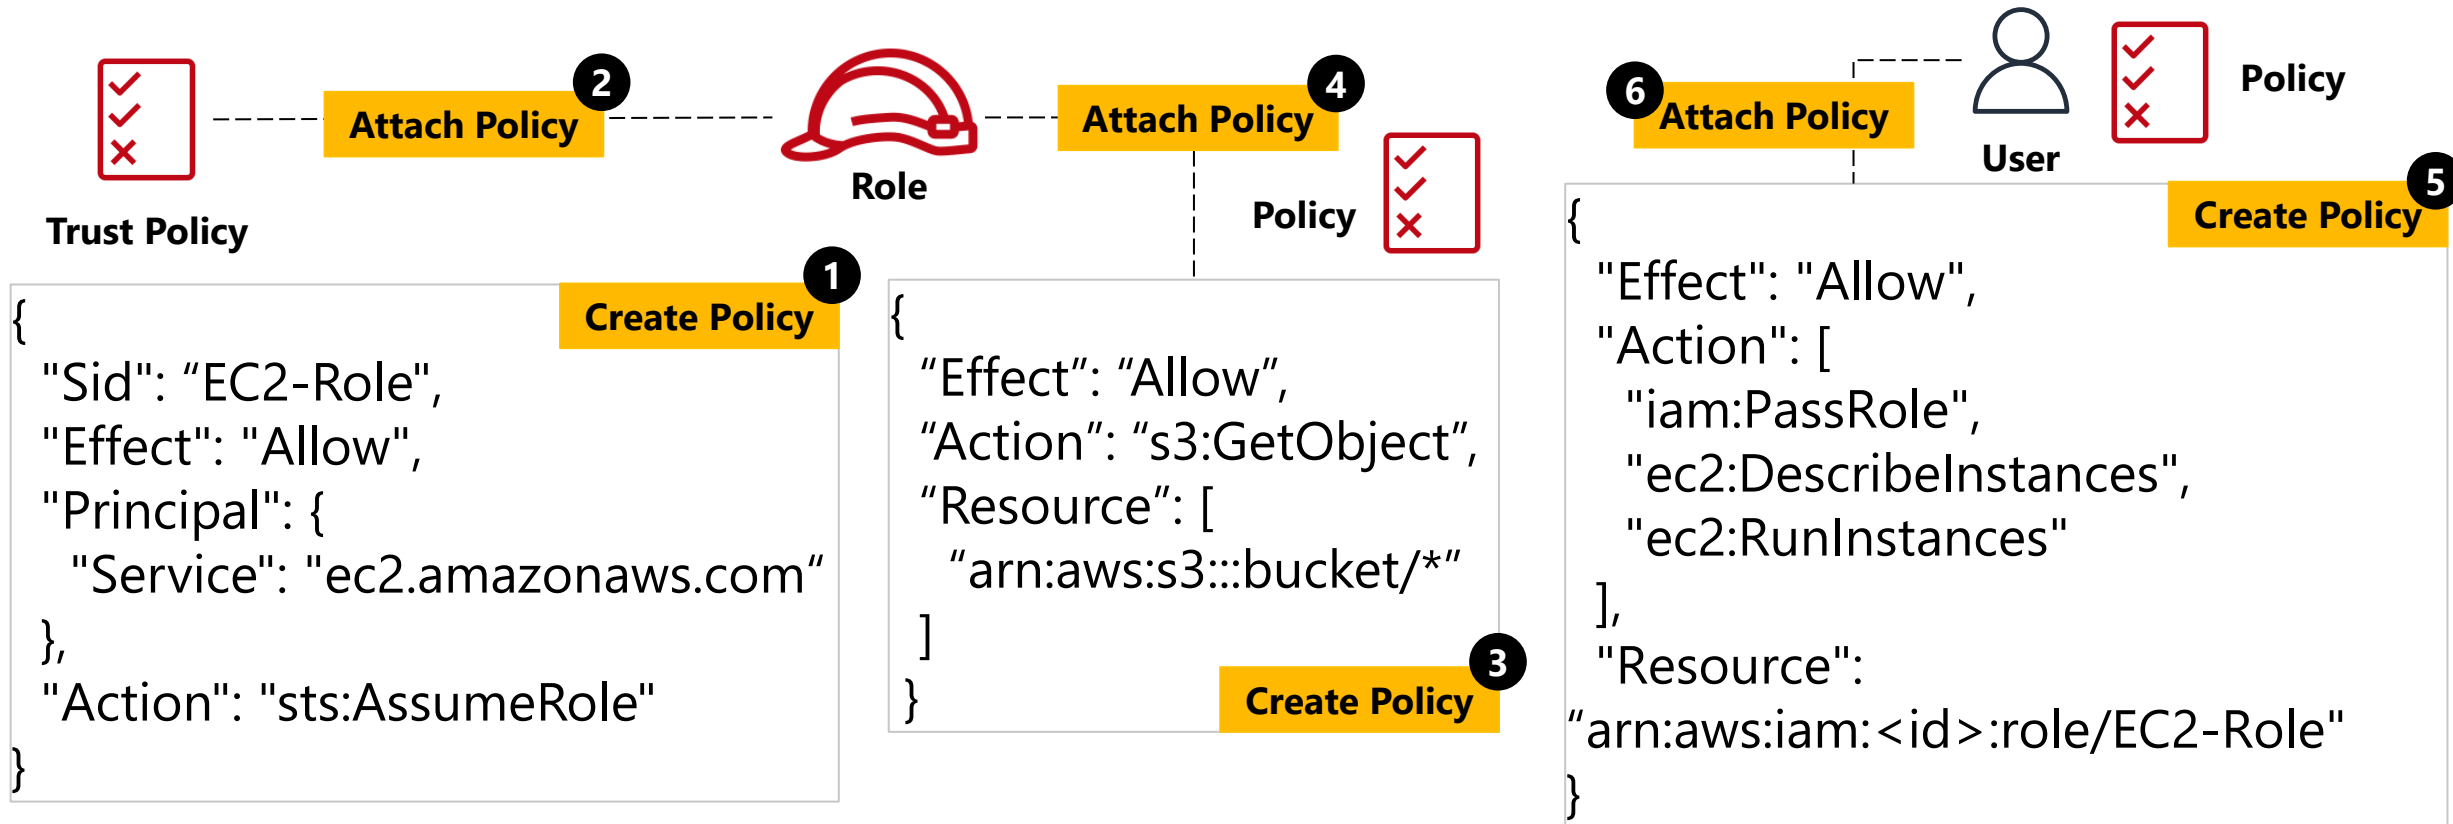 Trust Policy
2
Attach Policy
Role
4
Attach Policy
Policy
6
Attach Policy
User
Policy
1
Create Policy
{
"Sid": “EC2-Role",
"Effect": "Allow",
"Principal": {
"Service": "ec2.amazonaws.com“
},
"Action": "sts:AssumeRole"
}
{
“Effect”: “Allow”,
“Action”: “s3:GetObject”,
“Resource”: [
“arn:aws:s3:::bucket/*”
]
}
3
Create Policy
5
Create Policy
{
"Effect": "Allow",
"Action": [
"iam:PassRole",
"ec2:DescribeInstances",
"ec2:RunInstances"
],
"Resource":
“arn:aws:iam:<id>:role/EC2-Role"
}